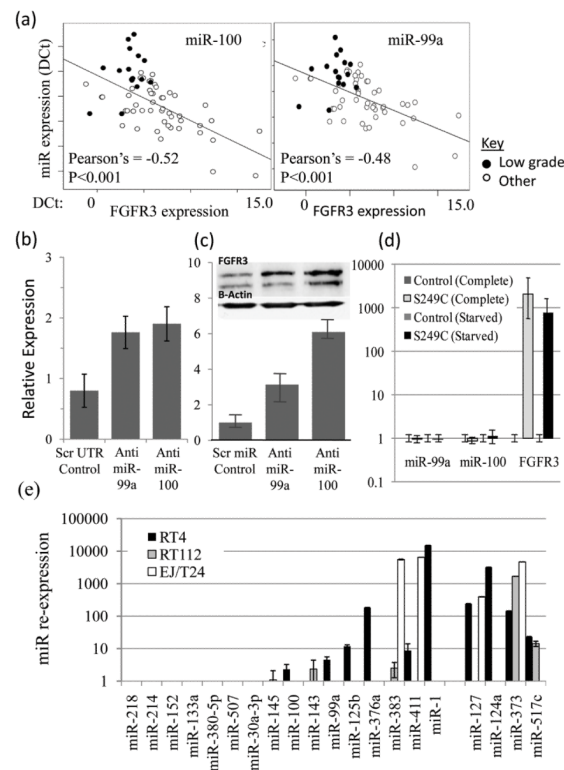 (a)
miR-100
miR-99a
miR expression (DCt)
Pearson's = -0.52
P<0.001
Pearson's = -0.48
P<0.001
Key
Low grade
Other
DCt: 0 15.0 0 15.0
FGFR3 expression
FGFR3 expression
(b)
Relative Expression
3
2
1
0
Scr UTR Control
Anti miR-99a
Anti miR-100
(c)
FGFR3
B-Actin
10
8
6
4
2
0
Scr miR Control
Anti miR-99a
Anti miR-100
(d)
10000
1000
100
10
1
0.1
Control (Complete)
S249C (Complete)
Control (Starved)
S249C (Starved)
miR-99a
miR-100
FGFR3
(e)
miR re-expression
100000
10000
1000
100
10
1
RT4
RT112
EJ/T24
miR-218
miR-214
miR-152
miR-133a
miR-380-5p
miR-507
miR-30a-3p
miR-145
miR-100
miR-143
miR-99a
miR-125b
miR-376a
miR-383
miR-411
miR-1
miR-127
miR-124a
miR-373
miR-517c